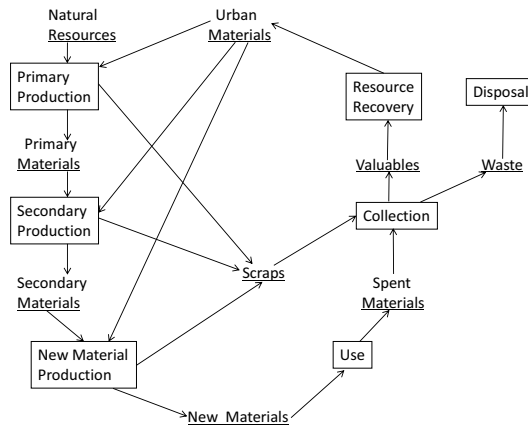 Natural
Resources
Urban
Materials
Primary
Production
Resource
Recovery
Disposal
Primary
Materials
Valuables
Waste
Secondary
Production
Collection
Scraps
Secondary
Materials
Spent
Materials
New Material
Production
Use
New Materials